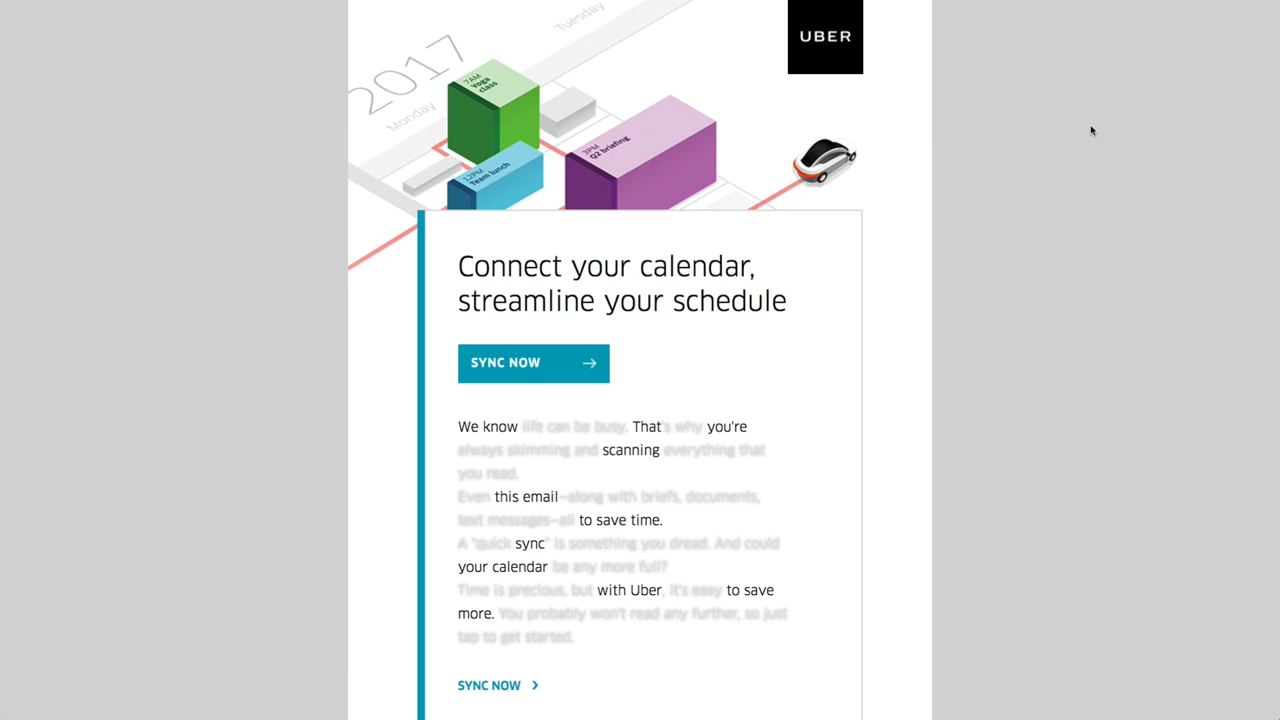 2017
Tuesday
Monday
UBER
7AM
Yoga
class
12PM
Team lunch
3PM
Q2 briefing
Connect your calendar,
streamline your schedule
SYNC NOW
We know life can be busy. That's why you're
always skimming and scanning everything that
you read.
Even this email—along with briefs, documents,
text messages—all to save time.
A "quick sync" is something you dread. And could
your calendar be any more full?
Time is precious, but with Uber, it's easy to save
more. You probably won't read any further, so just
tap to get started.
SYNC NOW